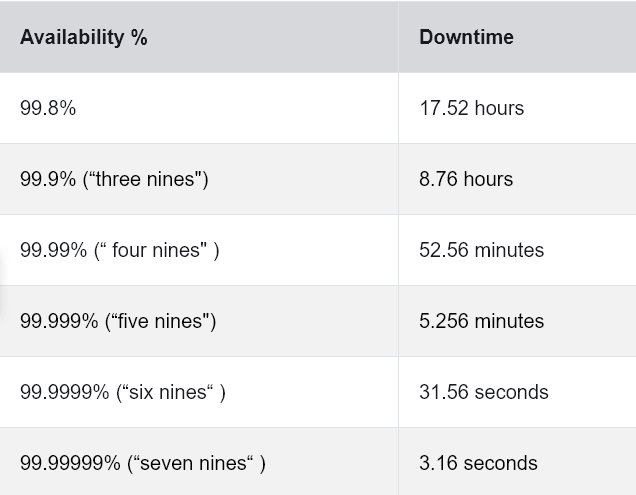 Availability % Downtime
99.8% 17.52 hours
99.9% (“three nines") 8.76 hours
99.99% (“ four nines" ) 52.56 minutes
99.999% (“five nines") 5.256 minutes
99.9999% (“six nines“ ) 31.56 seconds
99.99999% (“seven nines“ ) 3.16 seconds